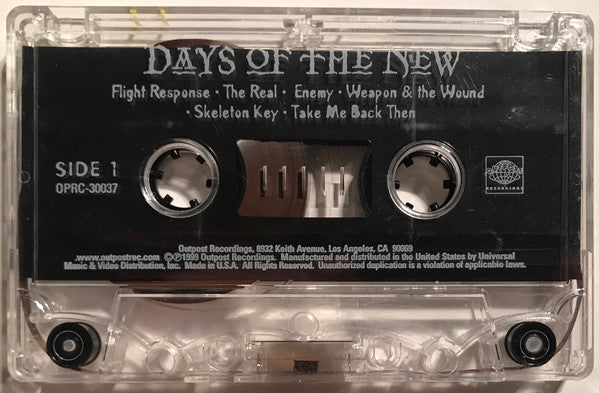 DAYS OF THE NEW
Flight Response • The Real • Enemy • Weapon & the Wound
• Skeleton Key • Take Me Back Then
SIDE 1
OPRC-30037
RECORDINGS
Outpost Recordings, 8932 Keith Avenue, Los Angeles, CA 90069
.www.outpostrec.com ©℗1999 Outpost Recordings. Manufactured and distributed in the United States by Universal
Music & Video Distribution, Inc. Made in U.S.A. All Rights Reserved. Unauthorized duplication is a violation of applicable laws.